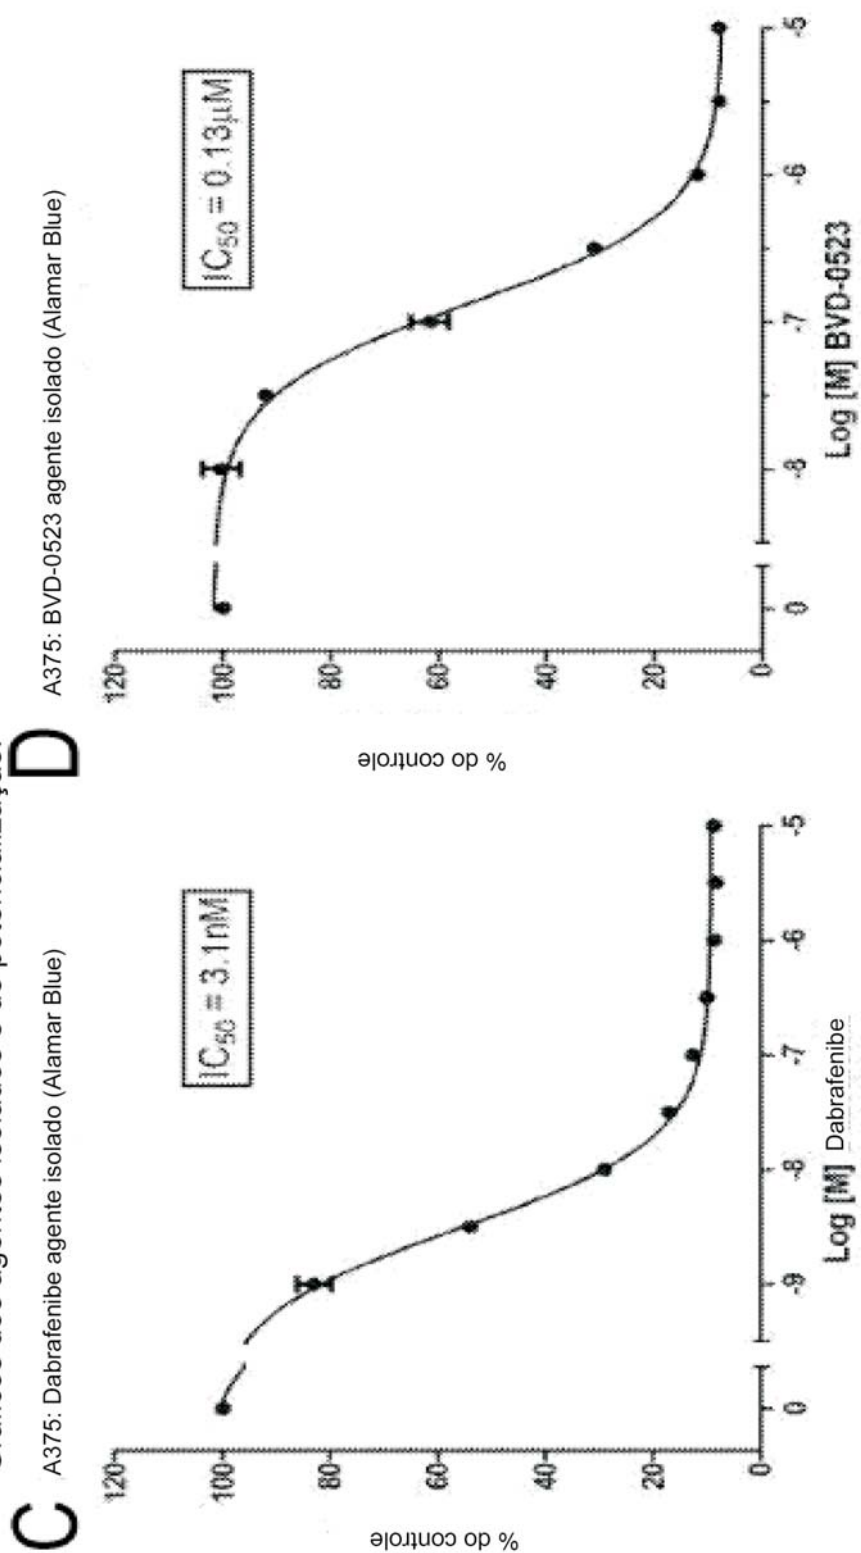 C
A375: Dabrafenibe agente isolado (Alamar Blue)
IC50 = 3.1nM
% do controle
120
100
80
60
40
20
0
0
-9
-8
-7
-6
-5
Log [M] Dabrafenibe
D
A375: BVD-0523 agente isolado (Alamar Blue)
IC50 = 0.13µM
% do controle
120
100
80
60
40
20
0
0
-8
-7
-6
-5
Log [M] BVD-0523